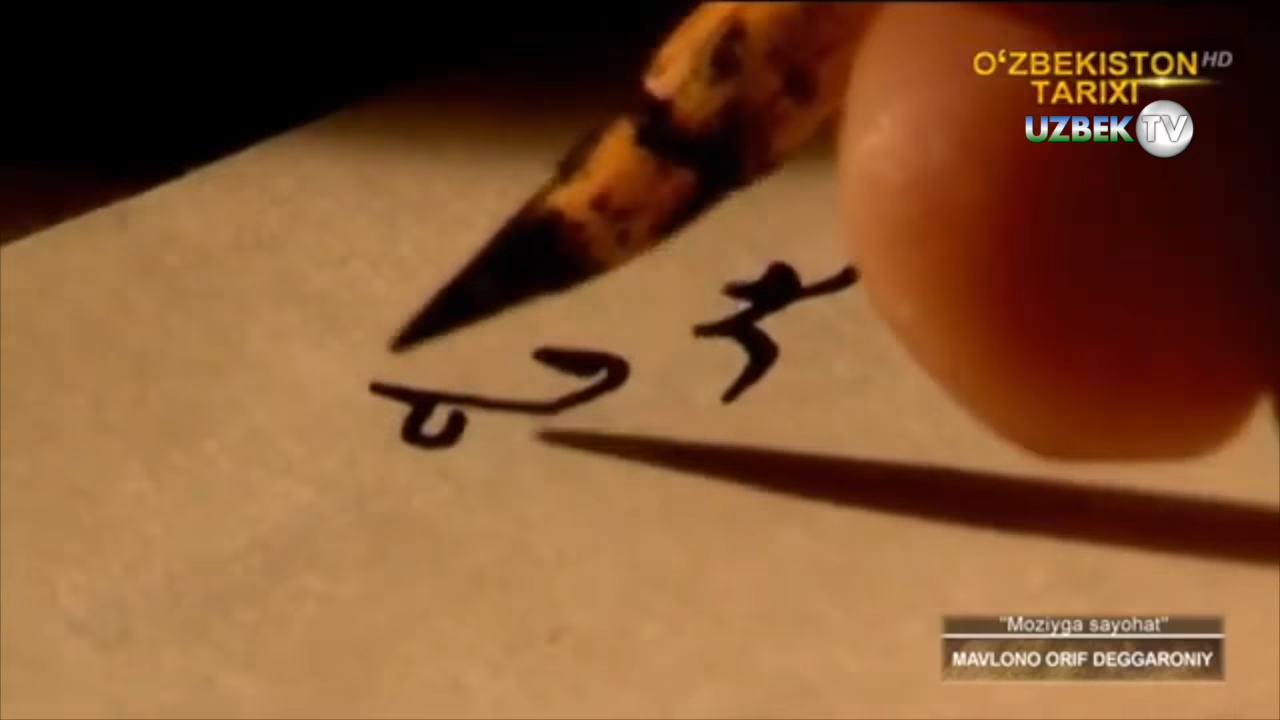 O‘ZBEKISTON HD
TARIXI
UZBEK TV
"Moziyga sayohat"
MAVLONO ORIF DEGGARONIY